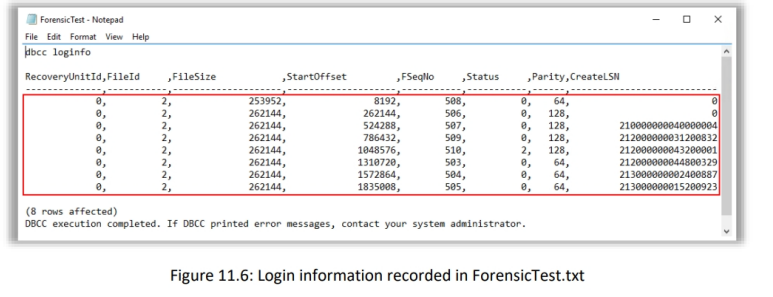 ForensicTest - Notepad
File Edit Format View Help
dbcc loginfo
RecoveryUnitId,FileId ,FileSize ,StartOffset ,FSeqNo ,Status ,Parity,CreateLSN
--------------,-----------,--------------------,--------------------,-----------,-----------,------,---------------------------
0, 2, 253952, 8192, 508, 0, 64, 0
0, 2, 262144, 262144, 506, 0, 128, 0
0, 2, 262144, 524288, 507, 0, 128, 210000000040000004
0, 2, 262144, 786432, 509, 0, 128, 212000000031200832
0, 2, 262144, 1048576, 510, 2, 128, 212000000043200001
0, 2, 262144, 1310720, 503, 0, 64, 212000000044800329
0, 2, 262144, 1572864, 504, 0, 64, 213000000002400887
0, 2, 262144, 1835008, 505, 0, 64, 213000000015200923
(8 rows affected)
DBCC execution completed. If DBCC printed error messages, contact your system administrator.
Figure 11.6: Login information recorded in ForensicTest.txt